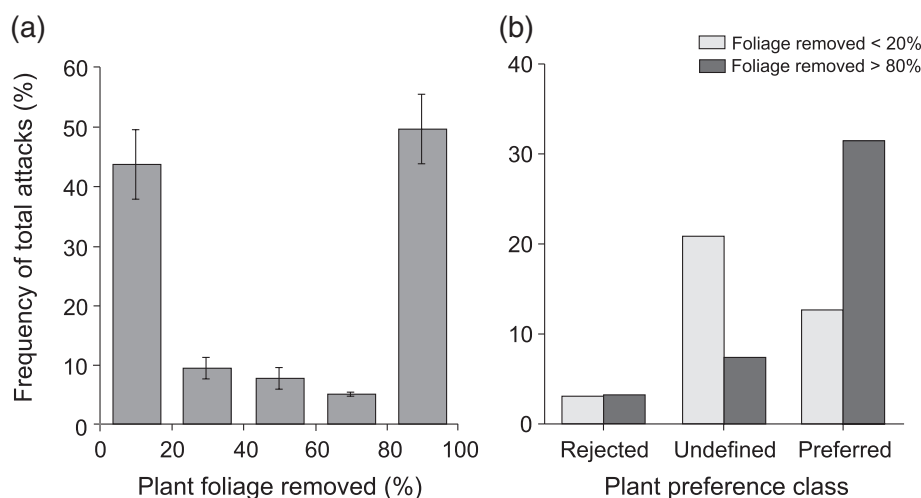 (a)
Frequency of total attacks (%)
60
50
40
30
20
10
0
0 20 40 60 80 100
Plant foliage removed (%)
(b)
Foliage removed < 20%
Foliage removed > 80%
40
30
20
10
0
Rejected Undefined Preferred
Plant preference class